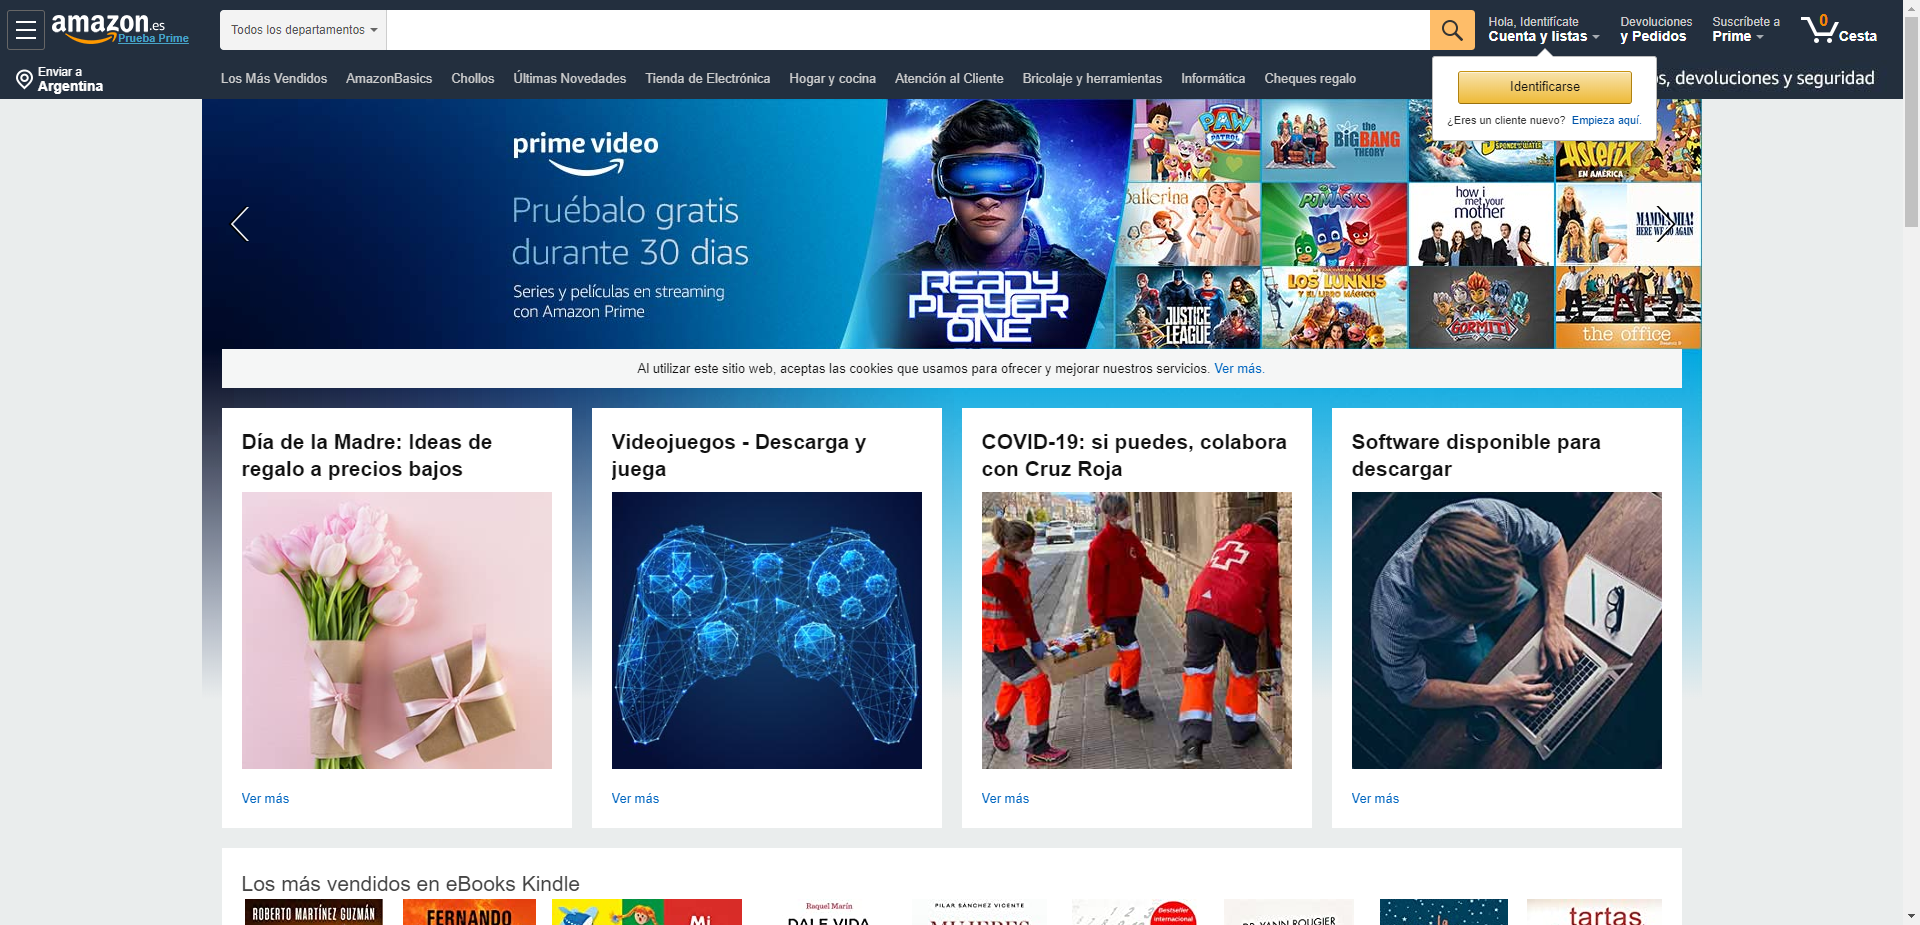 amazon.es
Prueba Prime
Todos los departamentos
Hola, Identifícate
Cuenta y listas
Devoluciones
y Pedidos
Suscríbete a
Prime
0
Cesta
Enviar a
Argentina
Los Más Vendidos
AmazonBasics
Chollos
Últimas Novedades
Tienda de Electrónica
Hogar y cocina
Atención al Cliente
Bricolaje y herramientas
Informática
Cheques regalo
devoluciones y seguridad
Identificarse
¿Eres un cliente nuevo? Empieza aquí.
prime video
Pruébalo gratis
durante 30 dias
Series y películas en streaming
con Amazon Prime
READY
PLAYER
ONE
PAW
PATROL
the
BIG BANG
THEORY
SPONGE OUT WATER
Asterix
EN AMÉRICA
ballerina
PJ MASKS
how i
met your
mother
MAMMA MIA!
HERE WE GO AGAIN
JUSTICE
LEAGUE
LOS LUNNIS
Y EL LIBRO MÁGICO
GORMITI
the office
Al utilizar este sitio web, aceptas las cookies que usamos para ofrecer y mejorar nuestros servicios. Ver más.
Día de la Madre: Ideas de
regalo a precios bajos
Ver más
Videojuegos - Descarga y
juega
Ver más
COVID-19: si puedes, colabora
con Cruz Roja
Ver más
Software disponible para
descargar
Ver más
Los más vendidos en eBooks Kindle
ROBERTO MARTÍNEZ GUZMÁN
FERNANDO
Mi
Raquel Marín
DALE VIDA
PILAR SÁNCHEZ VICENTE
MUJERES
Bestseller
internacional
DR. YANN ROUGIER
la
tartas